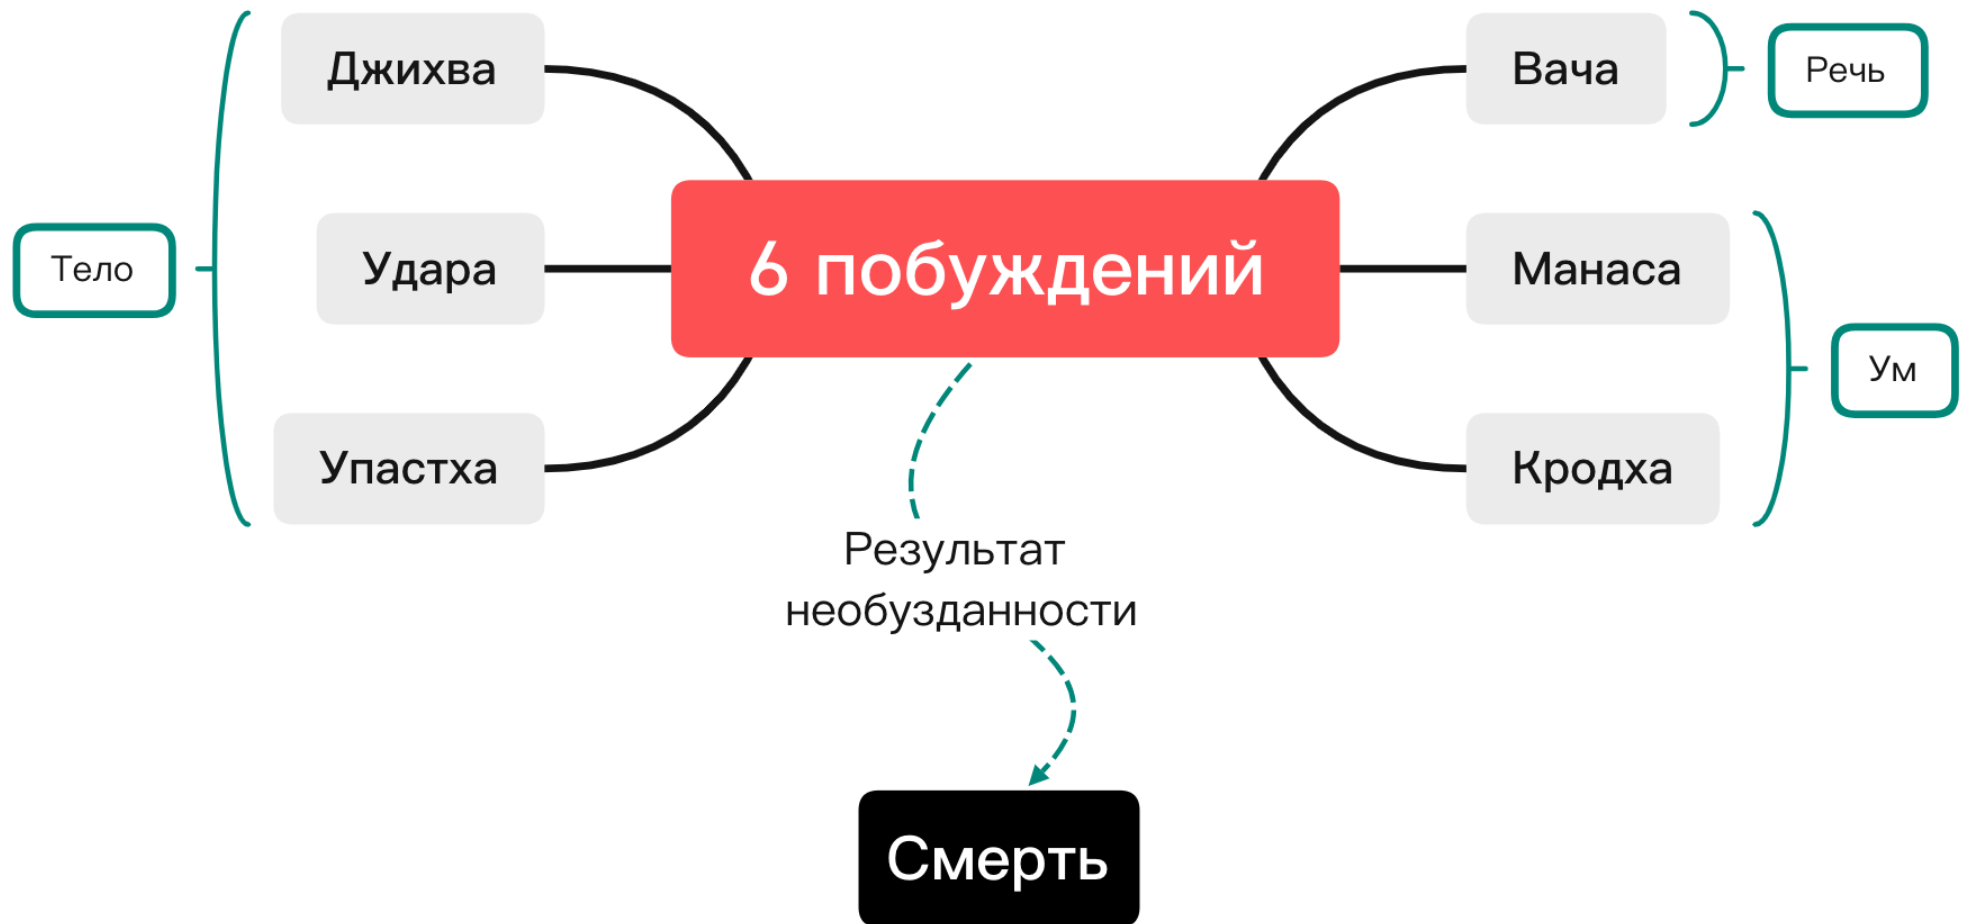 Джихва
Вача
Речь
Тело
Удара
6 побуждений
Манаса
Ум
Упастха
Кродха
Результат
необузданности
Смерть